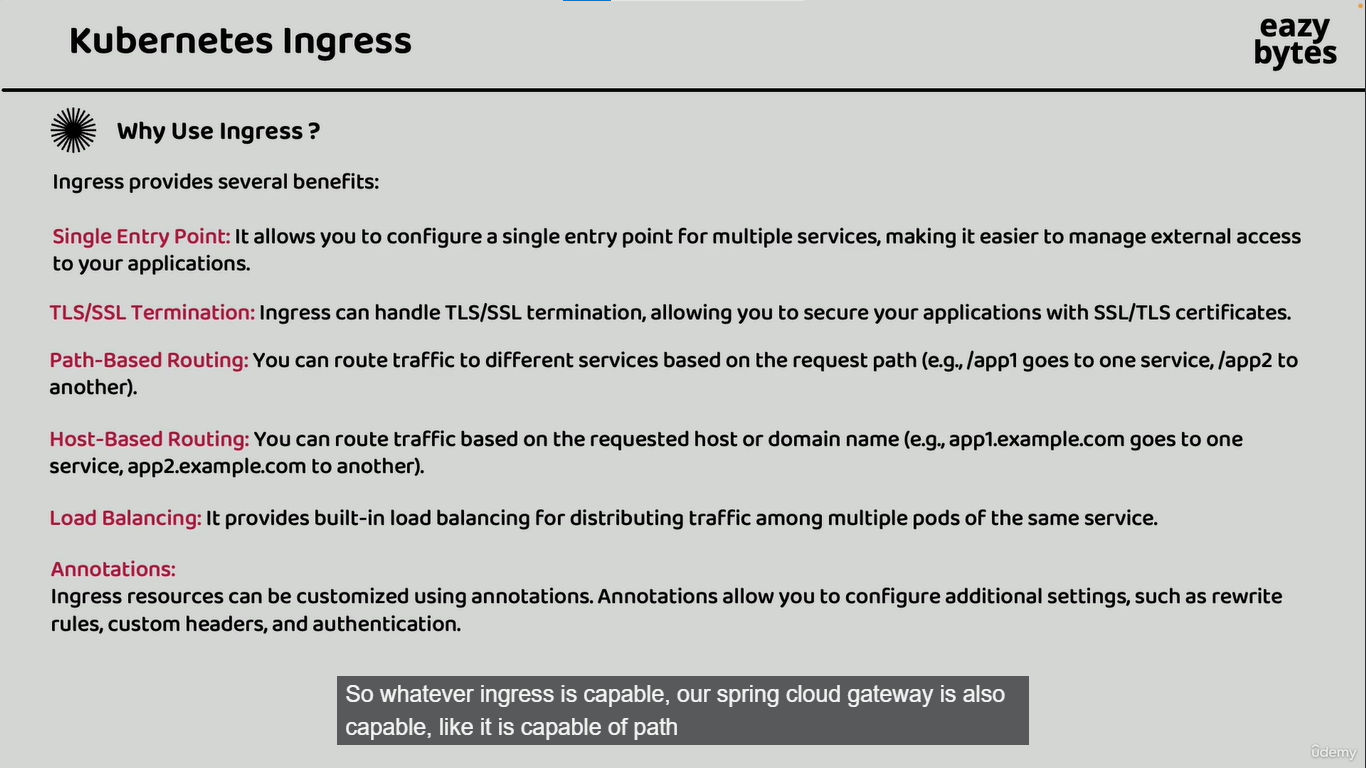 Kubernetes Ingress
eazy
bytes
Why Use Ingress ?
Ingress provides several benefits:
Single Entry Point: It allows you to configure a single entry point for multiple services, making it easier to manage external access
to your applications.
TLS/SSL Termination: Ingress can handle TLS/SSL termination, allowing you to secure your applications with SSL/TLS certificates.
Path-Based Routing: You can route traffic to different services based on the request path (e.g., /app1 goes to one service, /app2 to
another).
Host-Based Routing: You can route traffic based on the requested host or domain name (e.g., app1.example.com goes to one
service, app2.example.com to another).
Load Balancing: It provides built-in load balancing for distributing traffic among multiple pods of the same service.
Annotations:
Ingress resources can be customized using annotations. Annotations allow you to configure additional settings, such as rewrite
rules, custom headers, and authentication.
So whatever ingress is capable, our spring cloud gateway is also
capable, like it is capable of path
ûdemy